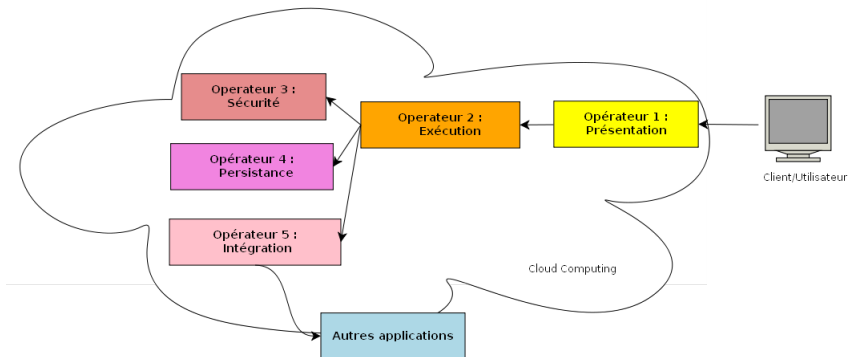 Operateur 3 :
Sécurité
Operateur 2 :
Exécution
Opérateur 1 :
Présentation
Opérateur 4 :
Persistance
Client/Utilisateur
Opérateur 5 :
Intégration
Cloud Computing
Autres applications